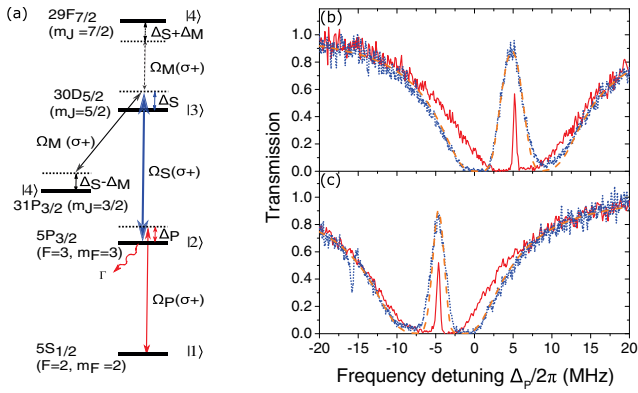 (a)
29F7/2
(mJ =7/2)
|4⟩
ΔS+ΔM
ΩM(σ+)
30D5/2
(mJ=5/2)
ΔS
|3⟩
ΩM(σ+)
ΩS(σ+)
|4⟩
ΔS-ΔM
31P3/2 (mJ=3/2)
5P3/2
(F=3, mF=3)
ΔP
|2⟩
Γ
ΩP(σ+)
5S1/2
(F=2, mF=2)
|1⟩
Transmission
(b)
1.0
0.8
0.6
0.4
0.2
0.0
(c)
1.0
0.8
0.6
0.4
0.2
0.0
-20 -15 -10 -5 0 5 10 15 20
Frequency detuning ΔP/2π (MHz)